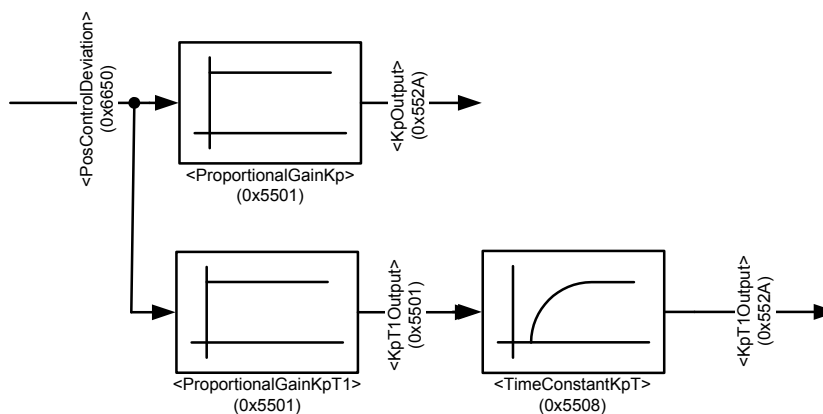 <PosControlDeviation>
(0x6650)
<ProportionalGainKp>
(0x5501)
<KpOutput>
(0x552A)
<ProportionalGainKpT1>
(0x5501)
<KpT1Output>
(0x5501)
<TimeConstantKpT>
(0x5508)
<KpT1Output>
(0x552A)